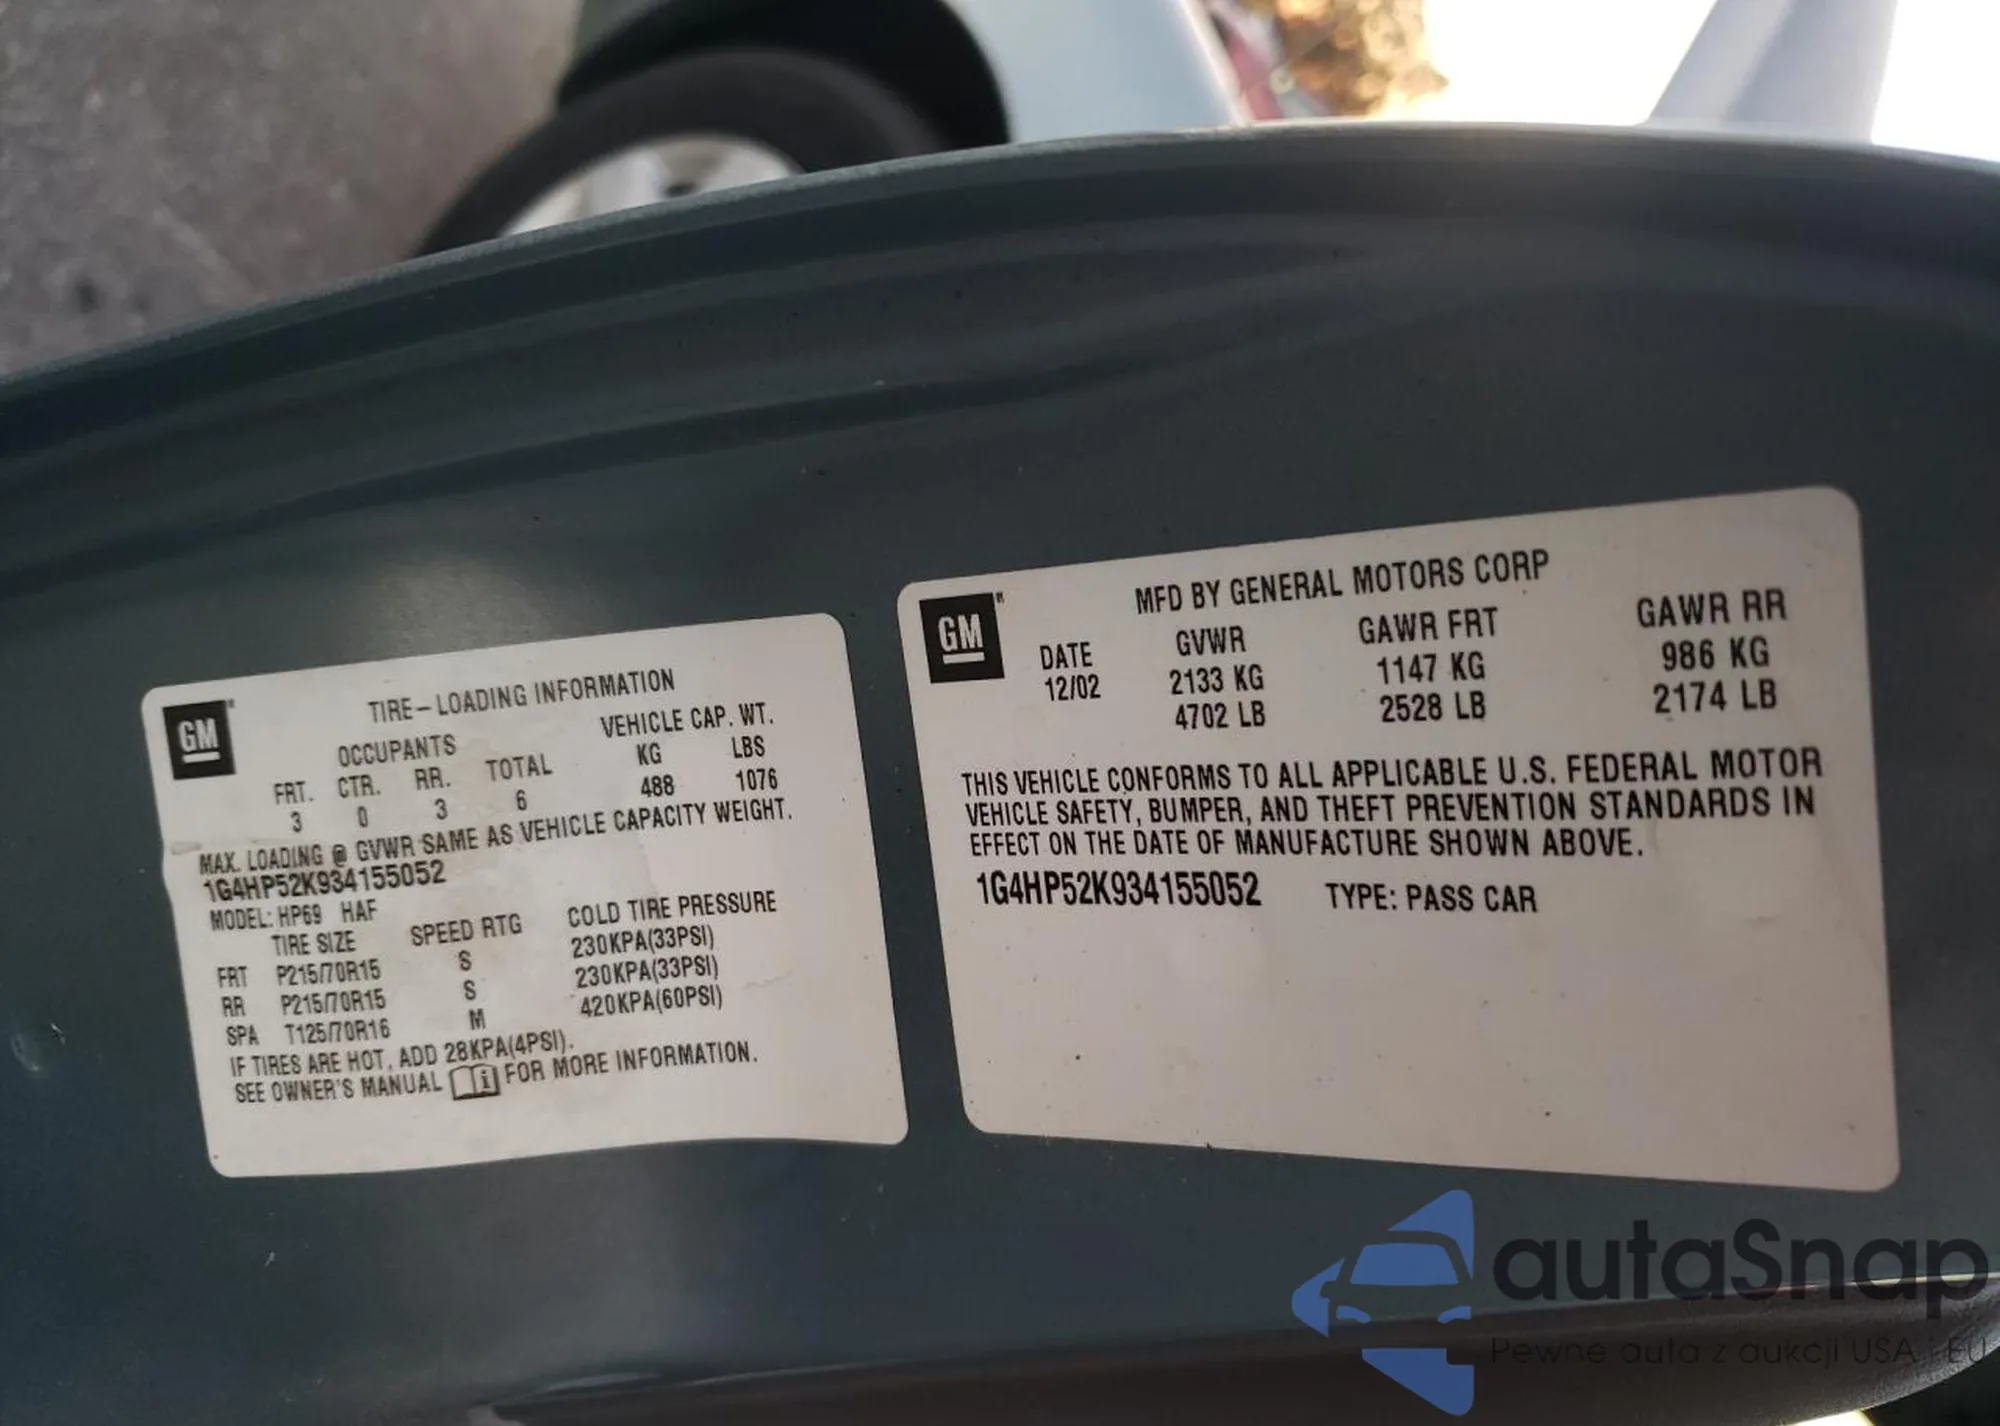 GM
TIRE-LOADING INFORMATION
OCCUPANTS VEHICLE CAP. WT.
FRT. CTR. RR. TOTAL KG LBS
3 0 3 6 488 1076
MAX. LOADING @ GVWR SAME AS VEHICLE CAPACITY WEIGHT.
1G4HP52K934155052
MODEL: HP69 HAF
TIRE SIZE SPEED RTG COLD TIRE PRESSURE
FRT P215/70R15 S 230KPA(33PSI)
RR P215/70R15 S 230KPA(33PSI)
SPA T125/70R16 M 420KPA(60PSI)
IF TIRES ARE HOT, ADD 28KPA(4PSI).
SEE OWNER'S MANUAL i FOR MORE INFORMATION.
GM
MFD BY GENERAL MOTORS CORP
DATE GVWR GAWR FRT GAWR RR
12/02 2133 KG 1147 KG 986 KG
4702 LB 2528 LB 2174 LB
THIS VEHICLE CONFORMS TO ALL APPLICABLE U.S. FEDERAL MOTOR
VEHICLE SAFETY, BUMPER, AND THEFT PREVENTION STANDARDS IN
EFFECT ON THE DATE OF MANUFACTURE SHOWN ABOVE.
1G4HP52K934155052 TYPE: PASS CAR
autaSnap
Pewne auta z aukcji USA i EU